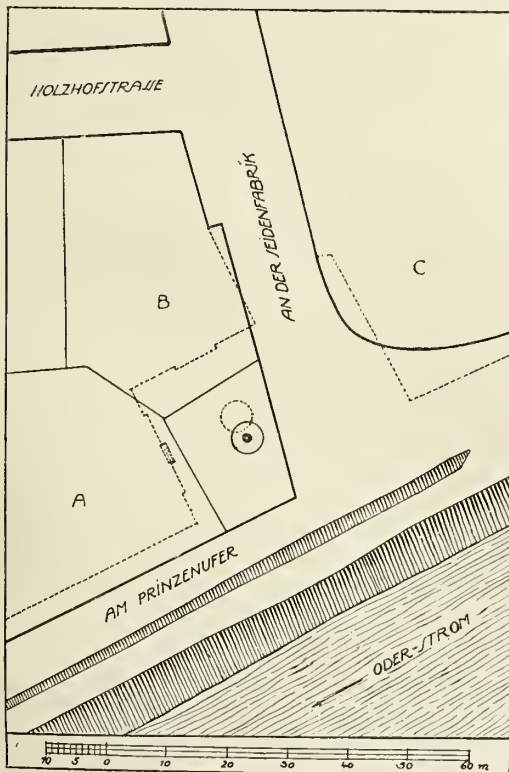 HOLZHOFSTRASSE
AN DER SEIDENFABRIK
B
C
A
AM PRINZENUFER
ODER-STROM
10 5 0 10 20 30 40 50 60 m